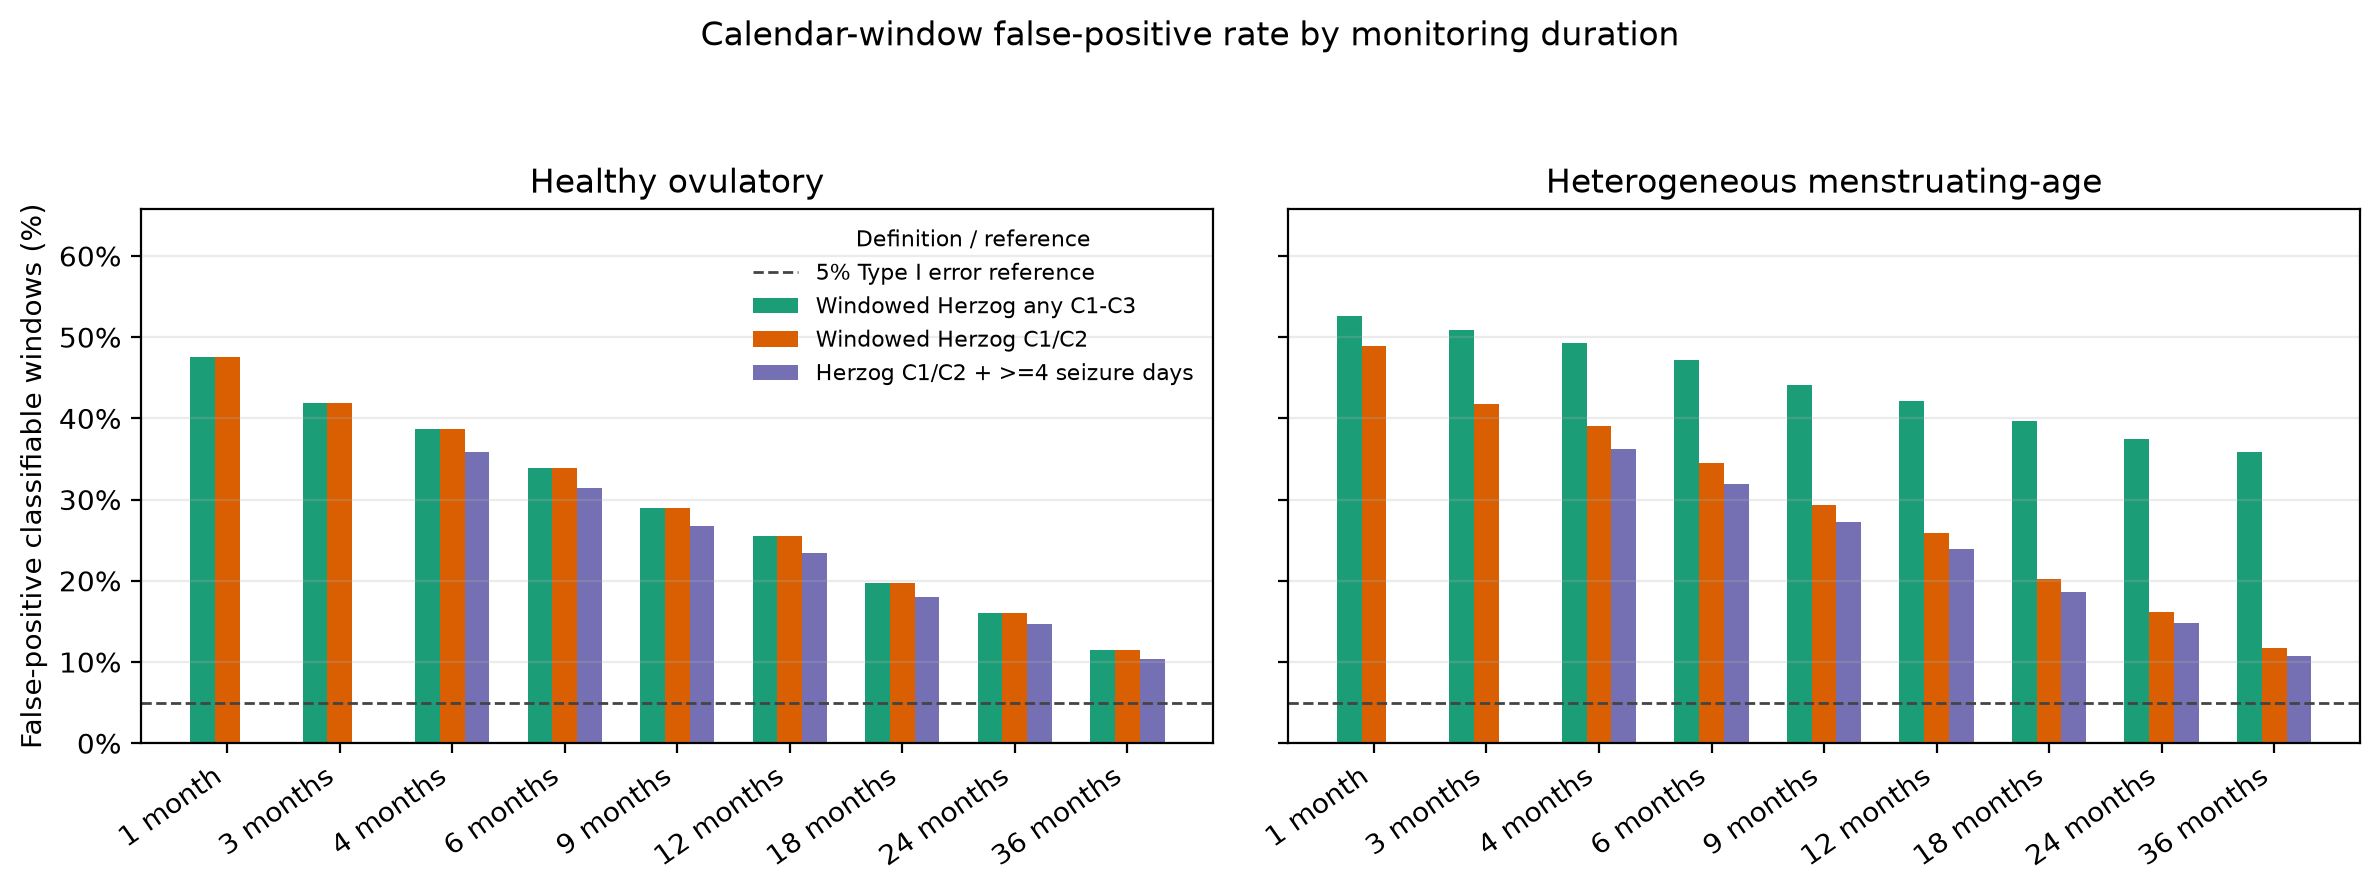 Calendar-window false-positive rate by monitoring duration
Healthy ovulatory
False-positive classifiable windows (%)
60%
50%
40%
30%
20%
10%
0%
Definition / reference
5% Type I error reference
Windowed Herzog any C1-C3
Windowed Herzog C1/C2
Herzog C1/C2 + >=4 seizure days
1 month
3 months
4 months
6 months
9 months
12 months
18 months
24 months
36 months
Heterogeneous menstruating-age
1 month
3 months
4 months
6 months
9 months
12 months
18 months
24 months
36 months